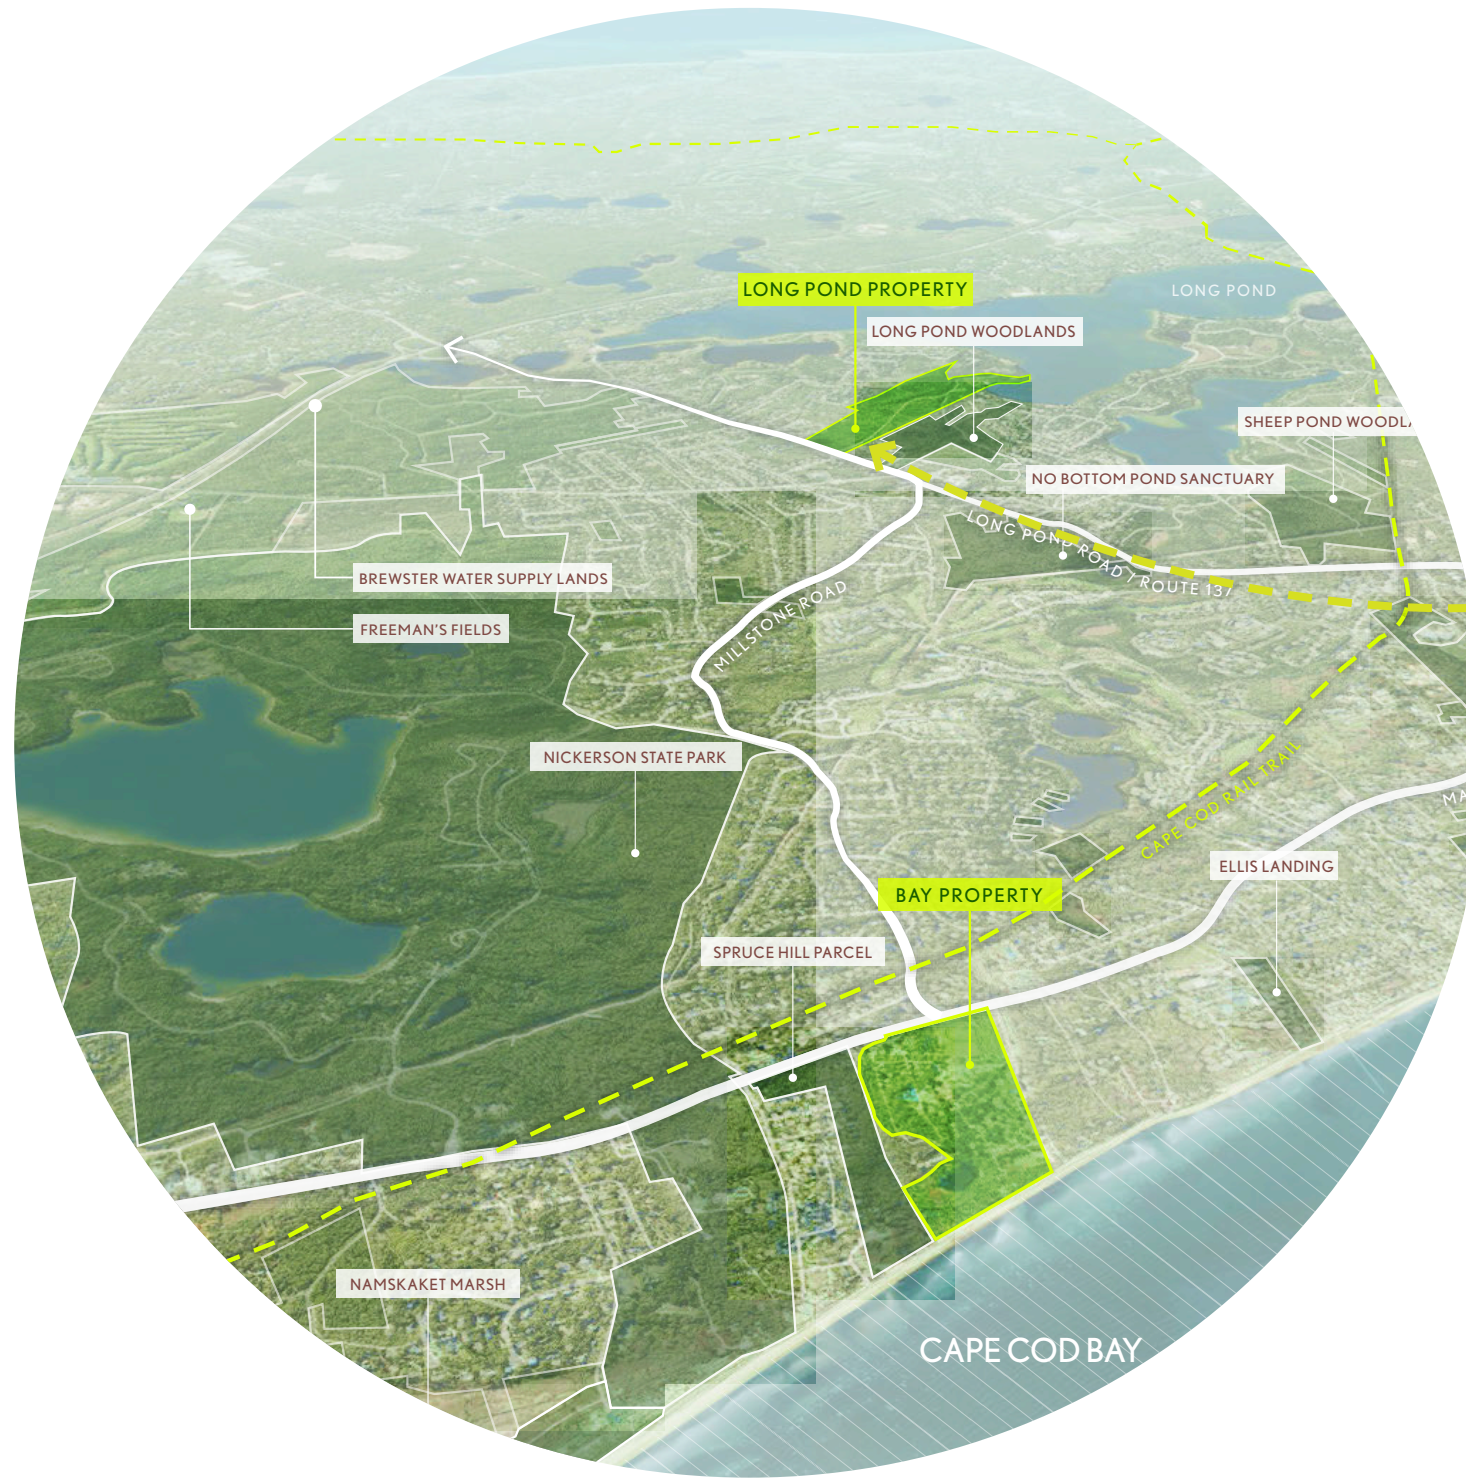 LONG POND PROPERTY
LONG POND
LONG POND WOODLANDS
SHEEP POND
NO BOTTOM POND SANCTUARY
LONG POND ROAD / ROUTE 137
BREWSTER WATER SUPPLY LANDS
MILLSTONE ROAD
FREEMAN'S FIELDS
NICKERSON STATE PARK
CAPE COD RAIL TRAIL
ELLIS LANDING
BAY PROPERTY
SPRUCE HILL PARCEL
NAMSKAKET MARSH
CAPE COD BAY